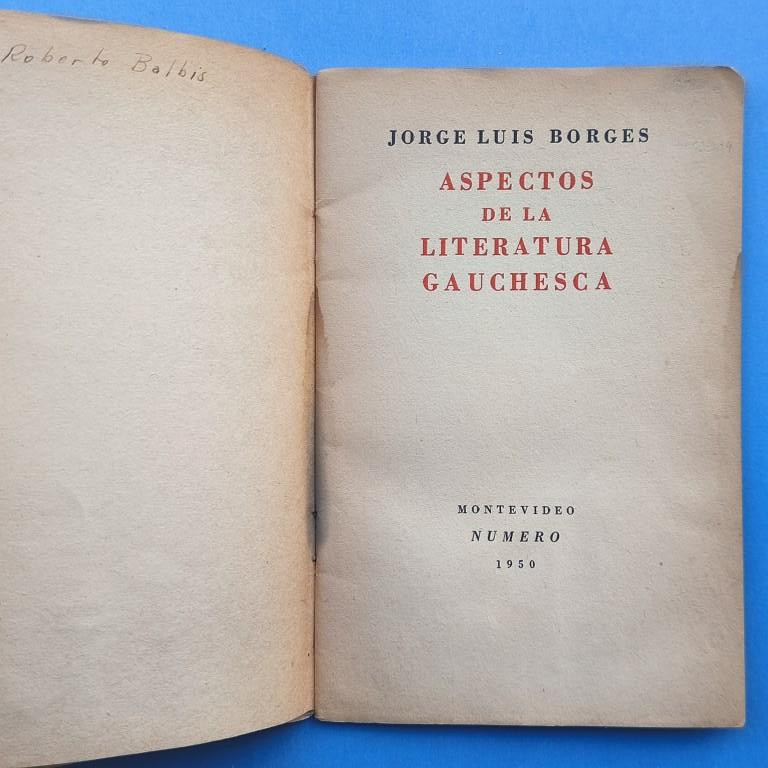 Roberto Balbis
JORGE LUIS BORGES
ASPECTOS
DE LA
LITERATURA
GAUCHESCA
MONTEVIDEO
NUMERO
1950